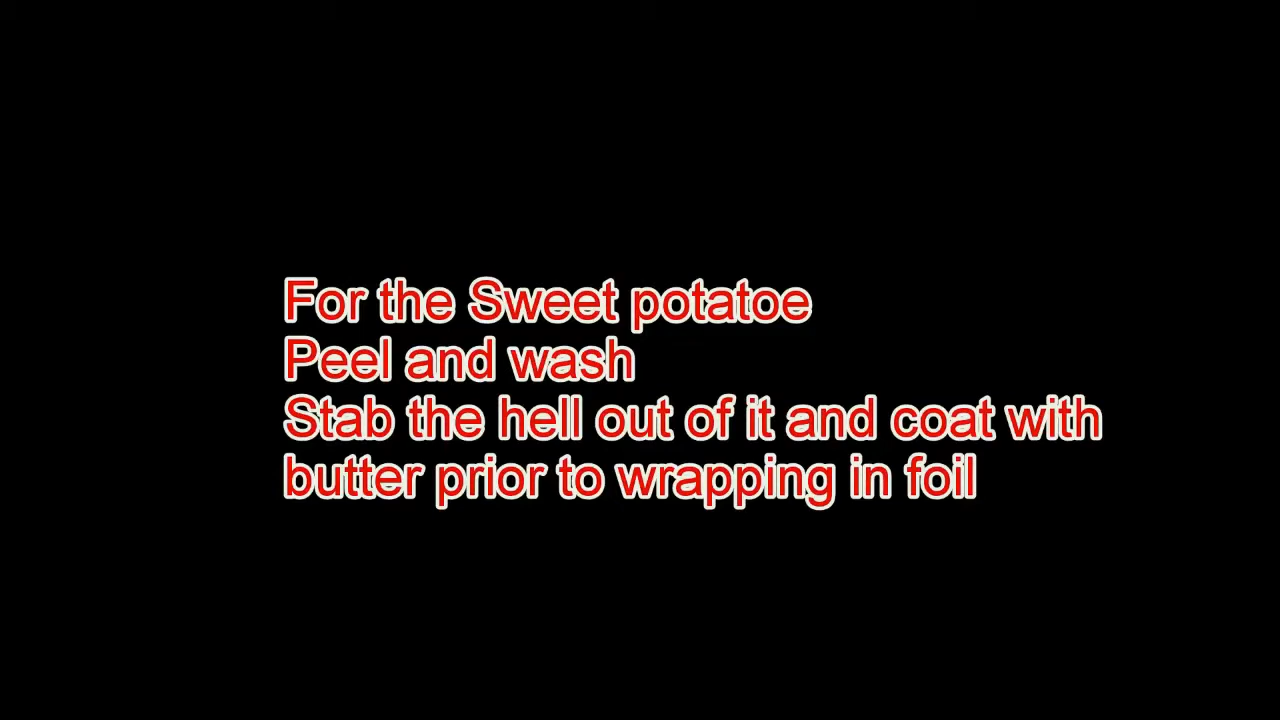 For the Sweet potatoe
Peel and wash
Stab the hell out of it and coat with
butter prior to wrapping in foil